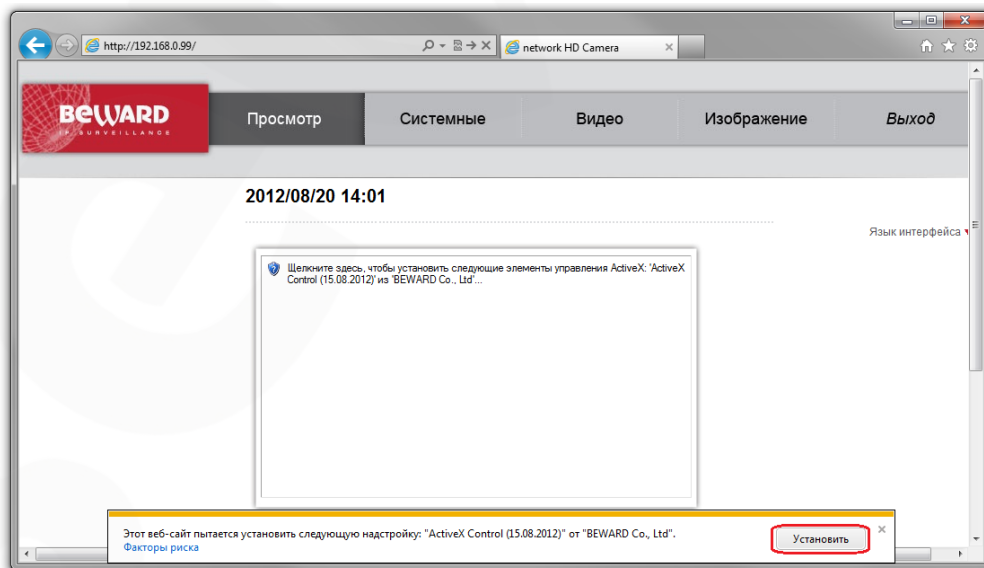 http://192.168.0.99/
network HD Camera
BEWARD
IP SURVEILLANCE
Просмотр Системные Видео Изображение Выход
2012/08/20 14:01
Язык интерфейса
Щелкните здесь, чтобы установить следующие элементы управления ActiveX: 'ActiveX
Control (15.08.2012)' из 'BEWARD Co., Ltd'...
Этот веб-сайт пытается установить следующую надстройку: "ActiveX Control (15.08.2012)" от "BEWARD Co., Ltd".
Установить
Факторы риска